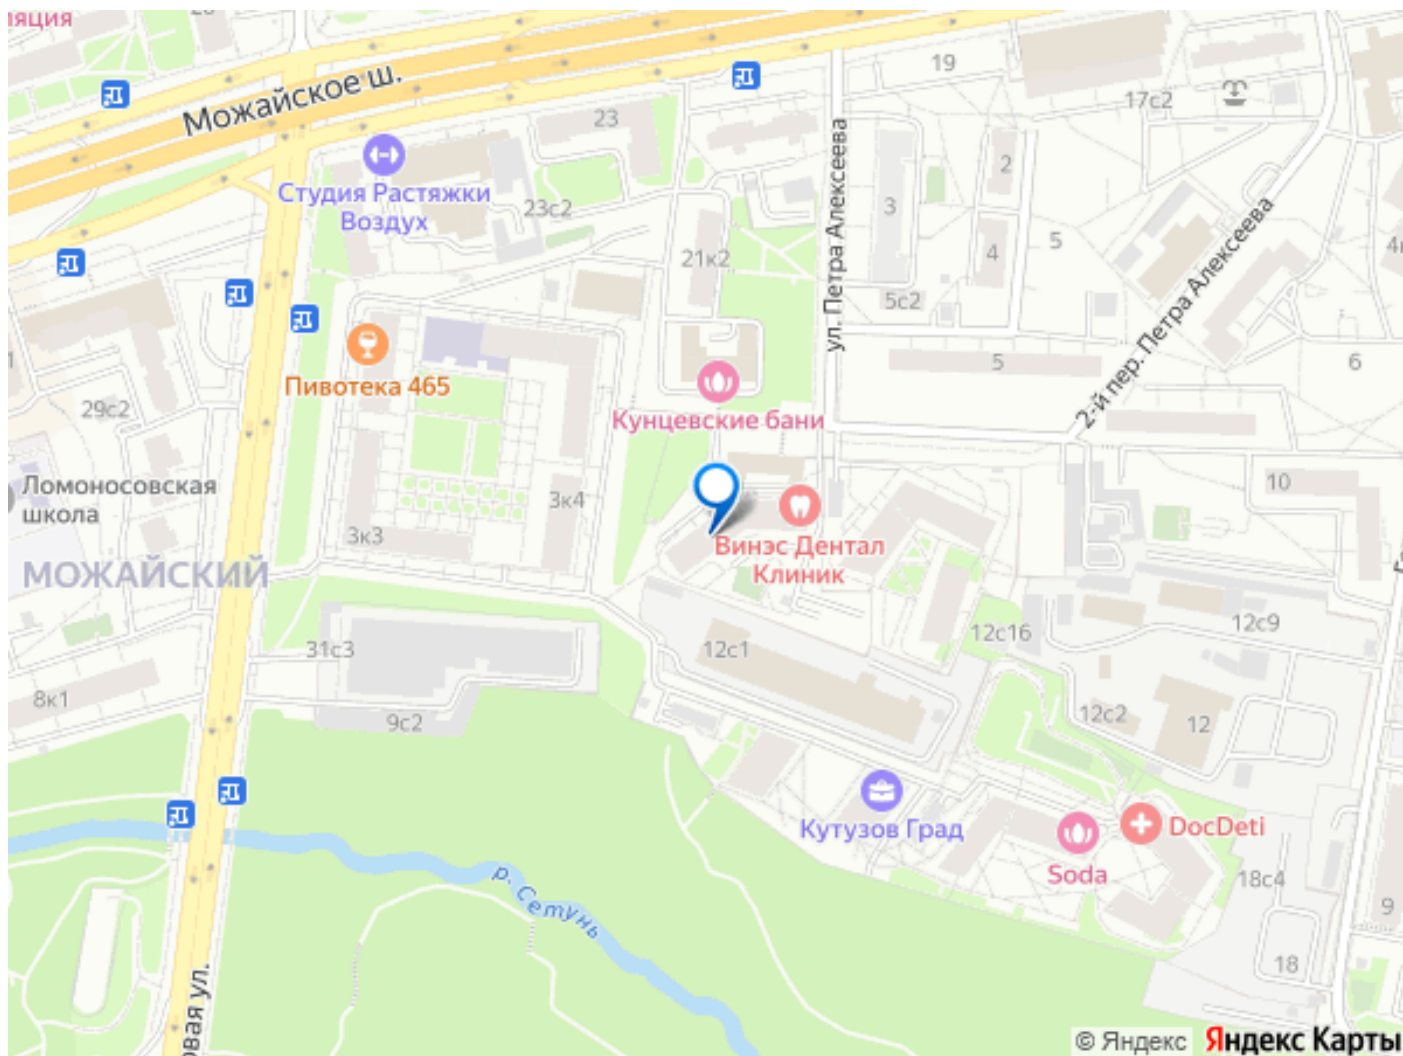 яция
Можайское ш.
23
19
17с2
Студия Растяжки
Воздух
23с2
21к2
ул. Петра Алексеева
3
2
4
5
5с2
2-й пер. Петра Алексеева
5
6
Пивотека 465
Кунцевские бани
29с2
Ломоносовская
школа
3к4
3к3
10
МОЖАЙСКИЙ
Винэс Дентал
Клиник
31с3
12с1
12с16
12с9
8к1
9с2
12с2
12
Кутузов Град
DocDeti
Soda
18с4
р. Сетунь
9
18
овая ул.
© Яндекс Яндекс Карты